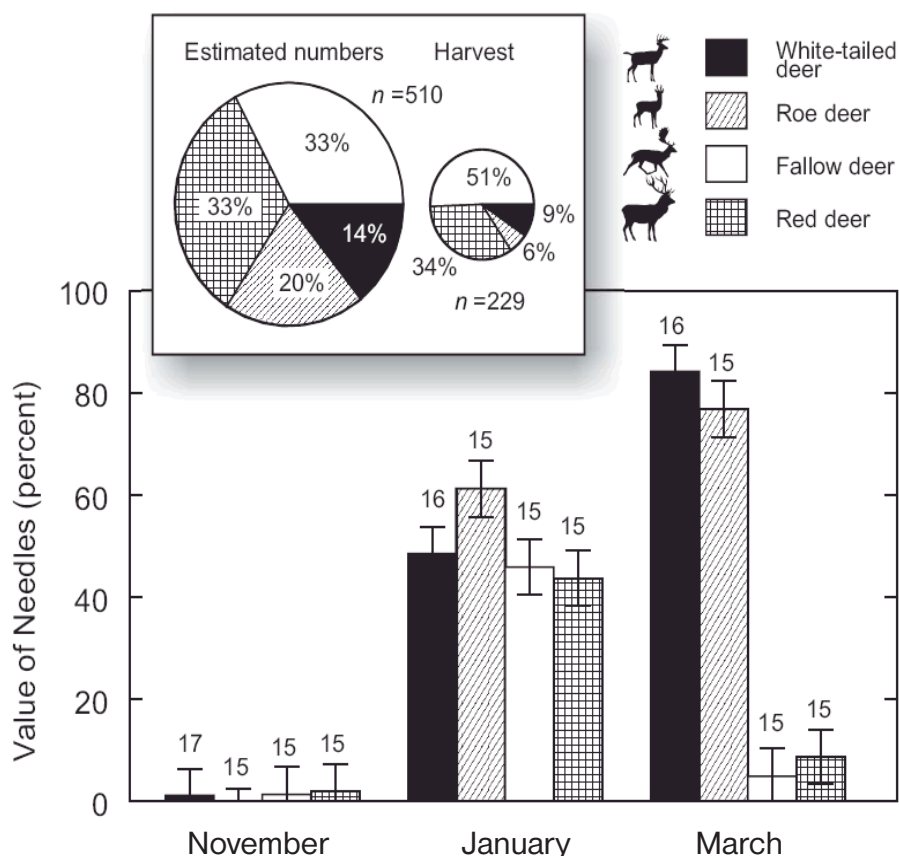 Estimated numbers
Harvest
n =510
33%
33%
14%
20%
51%
9%
6%
34%
n =229
White-tailed
deer
Roe deer
Fallow deer
Red deer
Value of Needles (percent)
100
80
60
40
20
0
17
15
15
15
16
15
15
15
16
15
15
15
November
January
March